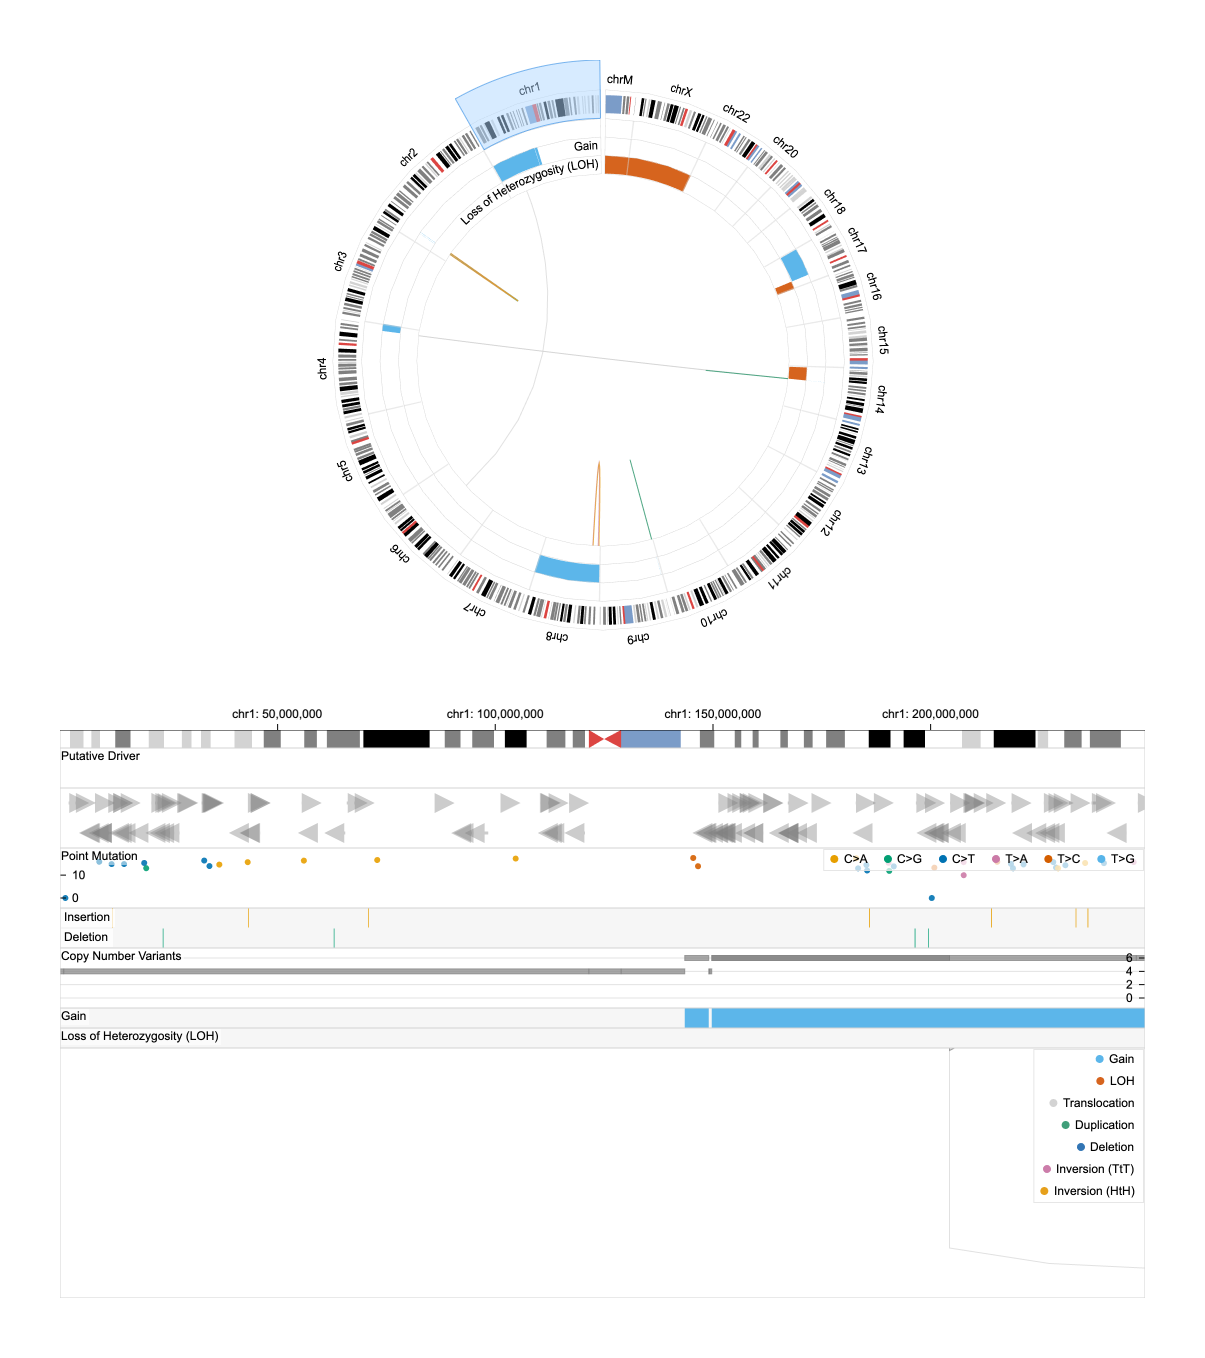 chrM
chrX
chr22
chr20
chr18
chr17
chr16
chr15
chr14
chr13
chr12
chr11
chr10
chr9
chr8
chr7
chr6
chr5
chr4
chr3
chr2
chr1
Gain
Loss of Heterozygosity (LOH)
chr1: 50,000,000 chr1: 100,000,000 chr1: 150,000,000 chr1: 200,000,000
Putative Driver
Point Mutation
C>A C>G C>T T>A T>C T>G
10
0
Insertion
Deletion
Copy Number Variants
6
4
2
0
Gain
Loss of Heterozygosity (LOH)
Gain
LOH
Translocation
Duplication
Deletion
Inversion (TtT)
Inversion (HtH)